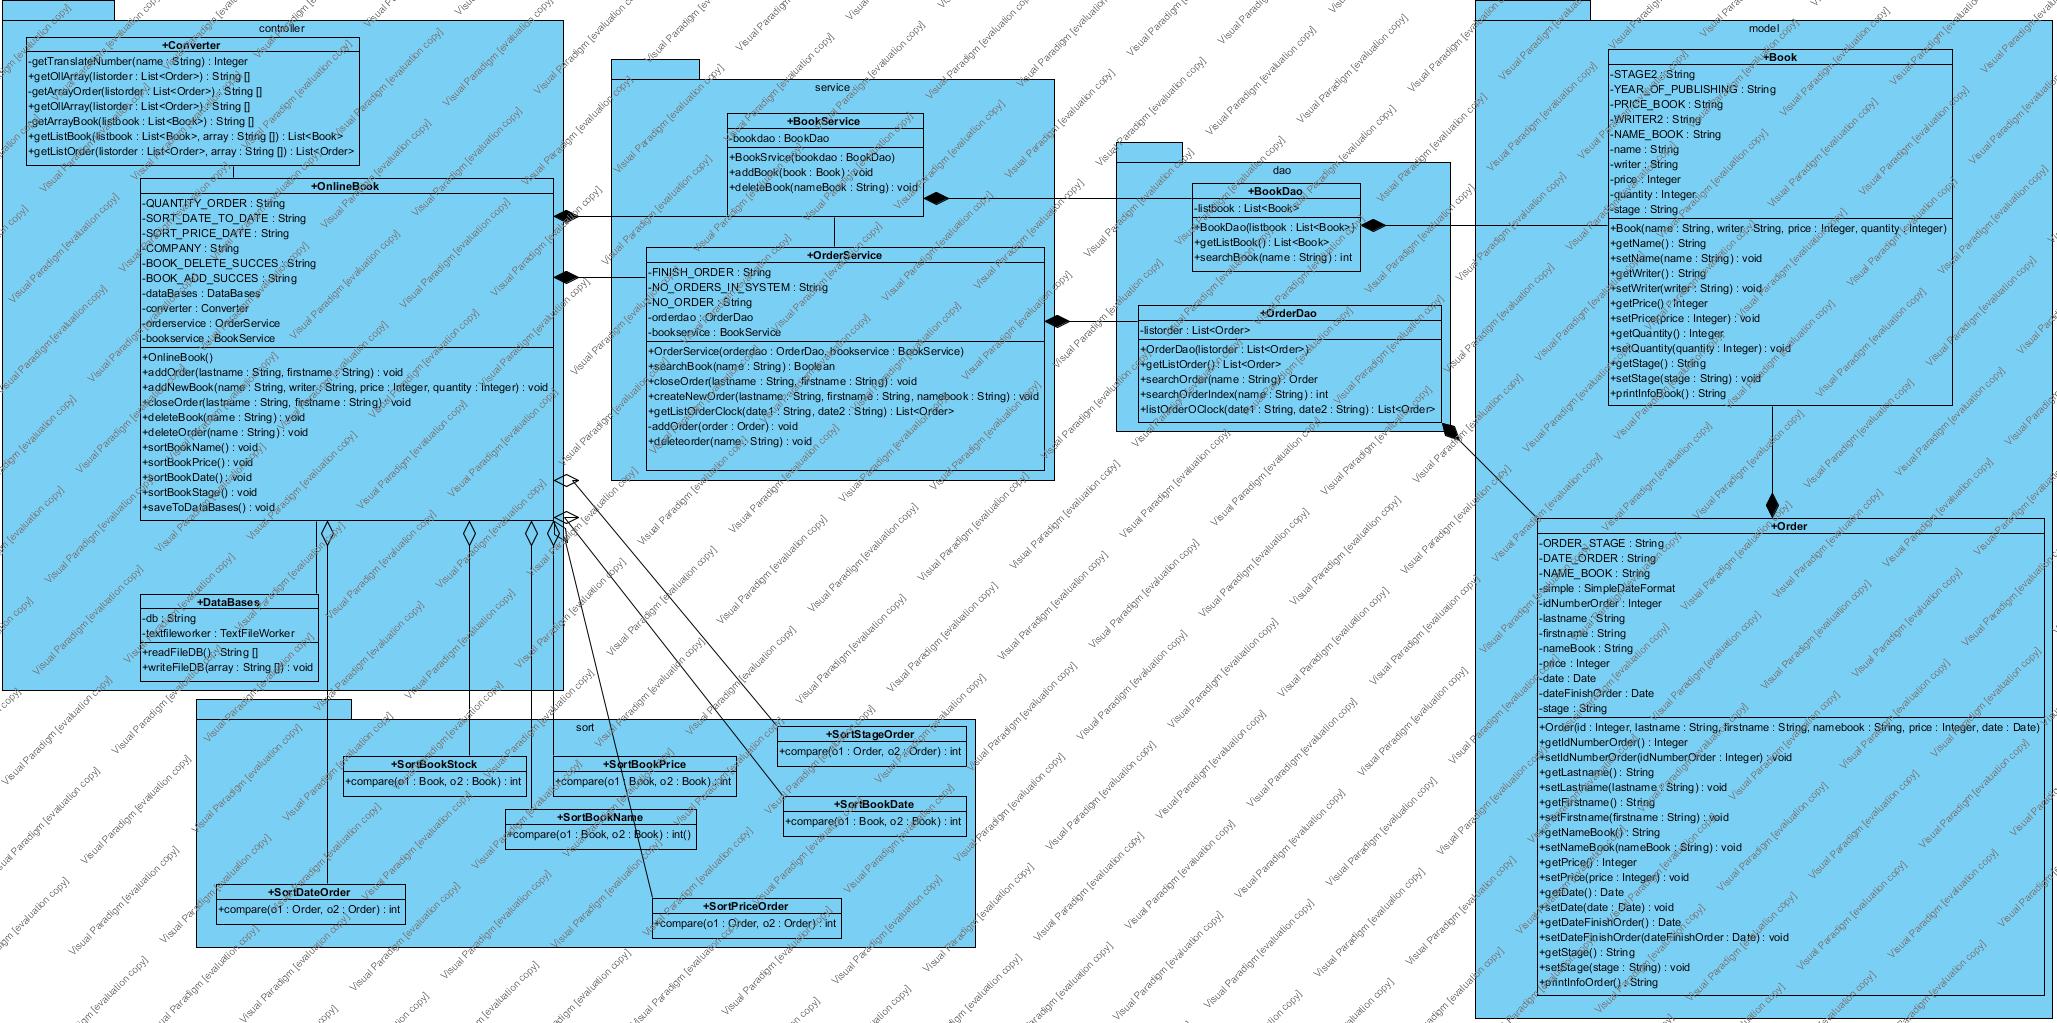 controller
+Converter
-getTranslateNumber(name : String) : Integer
+getOllArray(listorder : List<Order>) : String []
-getArrayOrder(listorder : List<Order>) : String []
+getOllArray(listorder : List<Order>) : String []
-getArrayBook(listbook : List<Book>) : String []
+getListBook(listbook : List<Book>, array : String []) : List<Book>
+getListOrder(listorder : List<Order>, array : String []) : List<Order>
+OnlineBook
-QUANTITY_ORDER : String
-SORT_DATE_TO_DATE : String
-SORT_PRICE_DATE : String
-COMPANY : String
-BOOK_DELETE_SUCCES : String
-BOOK_ADD_SUCCES : String
-dataBases : DataBases
-converter : Converter
-orderservice : OrderService
-bookservice : BookService
+OnlineBook()
+addOrder(lastname : String, firstname : String) : void
+addNewBook(name : String, writer : String, price : Integer, quantity : Integer) : void
+closeOrder(lastname : String, firstname : String) : void
+deleteBook(name : String) : void
+deleteOrder(name : String) : void
+sortBookName() : void
+sortBookPrice() : void
+sortBookDate() : void
+sortBookStage() : void
+saveToDataBases() : void
+DataBases
-db : String
-textfileworker : TextFileWorker
+readFileDB() : String []
+writeFileDB(array : String []) : void
service
+BookService
-bookdao : BookDao
+BookSrvice(bookdao : BookDao)
+addBook(book : Book) : void
+deleteBook(nameBook : String) : void
+OrderService
-FINISH_ORDER : String
-NO_ORDERS_IN_SYSTEM : String
-NO_ORDER : String
-orderdao : OrderDao
-bookservice : BookService
+OrderService(orderdao : OrderDao, bookservice : BookService)
+searchBook(name : String) : Boolean
+closeOrder(lastname : String, firstname : String) : void
+createNewOrder(lastname : String, firstname : String, namebook : String) : void
+getListOrderClock(date1 : String, date2 : String) : List<Order>
-addOrder(order : Order) : void
+deleteorder(name : String) : void
dao
+BookDao
-listbook : List<Book>
+BookDao(listbook : List<Book>)
+getListBook() : List<Book>
+searchBook(name : String) : int
+OrderDao
-listorder : List<Order>
+OrderDao(listorder : List<Order>)
+getListOrder() : List<Order>
+searchOrder(name : String) : Order
+searchOrderIndex(name : String) : int
+listOrderOClock(date1 : String, date2 : String) : List<Order>
model
+Book
-STAGE2 : String
-YEAR_OF_PUBLISHING : String
-PRICE_BOOK : String
-WRITER2 : String
-NAME_BOOK : String
-name : String
-writer : String
-price : Integer
-quantity : Integer
-stage : String
+Book(name : String, writer : String, price : Integer, quantity : Integer)
+getName() : String
+setName(name : String) : void
+getWriter() : String
+setWriter(writer : String) : void
+getPrice() : Integer
+setPrice(price : Integer) : void
+getQuantity() : Integer
+setQuantity(quantity : Integer) : void
+getStage() : String
+setStage(stage : String) : void
+printInfoBook() : String
+Order
-ORDER_STAGE : String
-DATE_ORDER : String
-NAME_BOOK : String
-simple : SimpleDateFormat
-idNumberOrder : Integer
-lastname : String
-firstname : String
-nameBook : String
-price : Integer
-date : Date
-dateFinishOrder : Date
-stage : String
+Order(id : Integer, lastname : String, firstname : String, namebook : String, price : Integer, date : Date)
+getIdNumberOrder() : Integer
+setIdNumberOrder(idNumberOrder : Integer) : void
+getLastname() : String
+setLastname(lastname : String) : void
+getFirstname() : String
+setFirstname(firstname : String) : void
+getNameBook() : String
+setNameBook(nameBook : String) : void
+getPrice() : Integer
+setPrice(price : Integer) : void
+getDate() : Date
+setDate(date : Date) : void
+getDateFinishOrder() : Date
+setDateFinishOrder(dateFinishOrder : Date) : void
+getStage() : String
+setStage(stage : String) : void
+printInfoOrder() : String
sort
+SortStageOrder
+compare(o1 : Order, o2 : Order) : int
+SortBookStock
+compare(o1 : Book, o2 : Book) : int
+SortBookPrice
+compare(o1 : Book, o2 : Book) : int
+SortBookDate
+compare(o1 : Book, o2 : Book) : int
+SortBookName
+compare(o1 : Book, o2 : Book) : int()
+SortDateOrder
+compare(o1 : Order, o2 : Order) : int
+SortPriceOrder
+compare(o1 : Order, o2 : Order) : int
Visual Paradigm [evaluation copy]